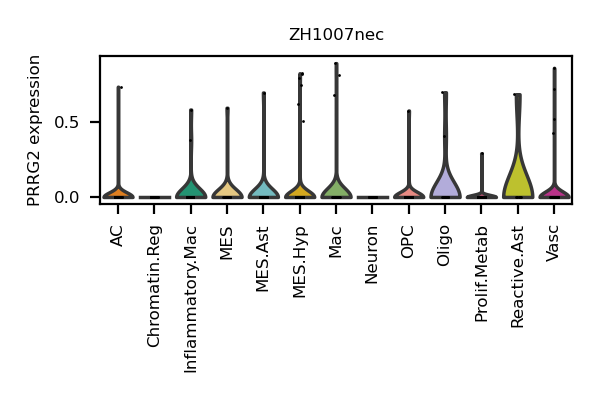 ZH1007nec
PRRG2 expression
0.5
0.0
AC
Chromatin.Reg
Inflammatory.Mac
MES
MES.Ast
MES.Hyp
Mac
Neuron
OPC
Oligo
Prolif.Metab
Reactive.Ast
Vasc